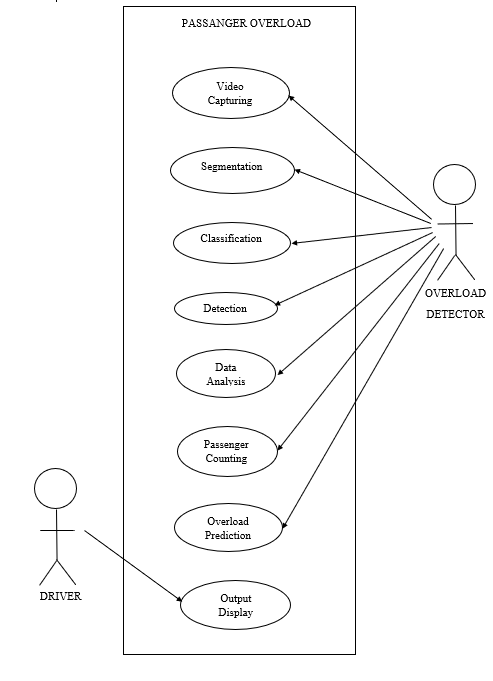 PASSANGER OVERLOAD
Video
Capturing
Segmentation
Classification
Detection
Data
Analysis
Passenger
Counting
Overload
Prediction
Output
Display
OVERLOAD
DETECTOR
DRIVER